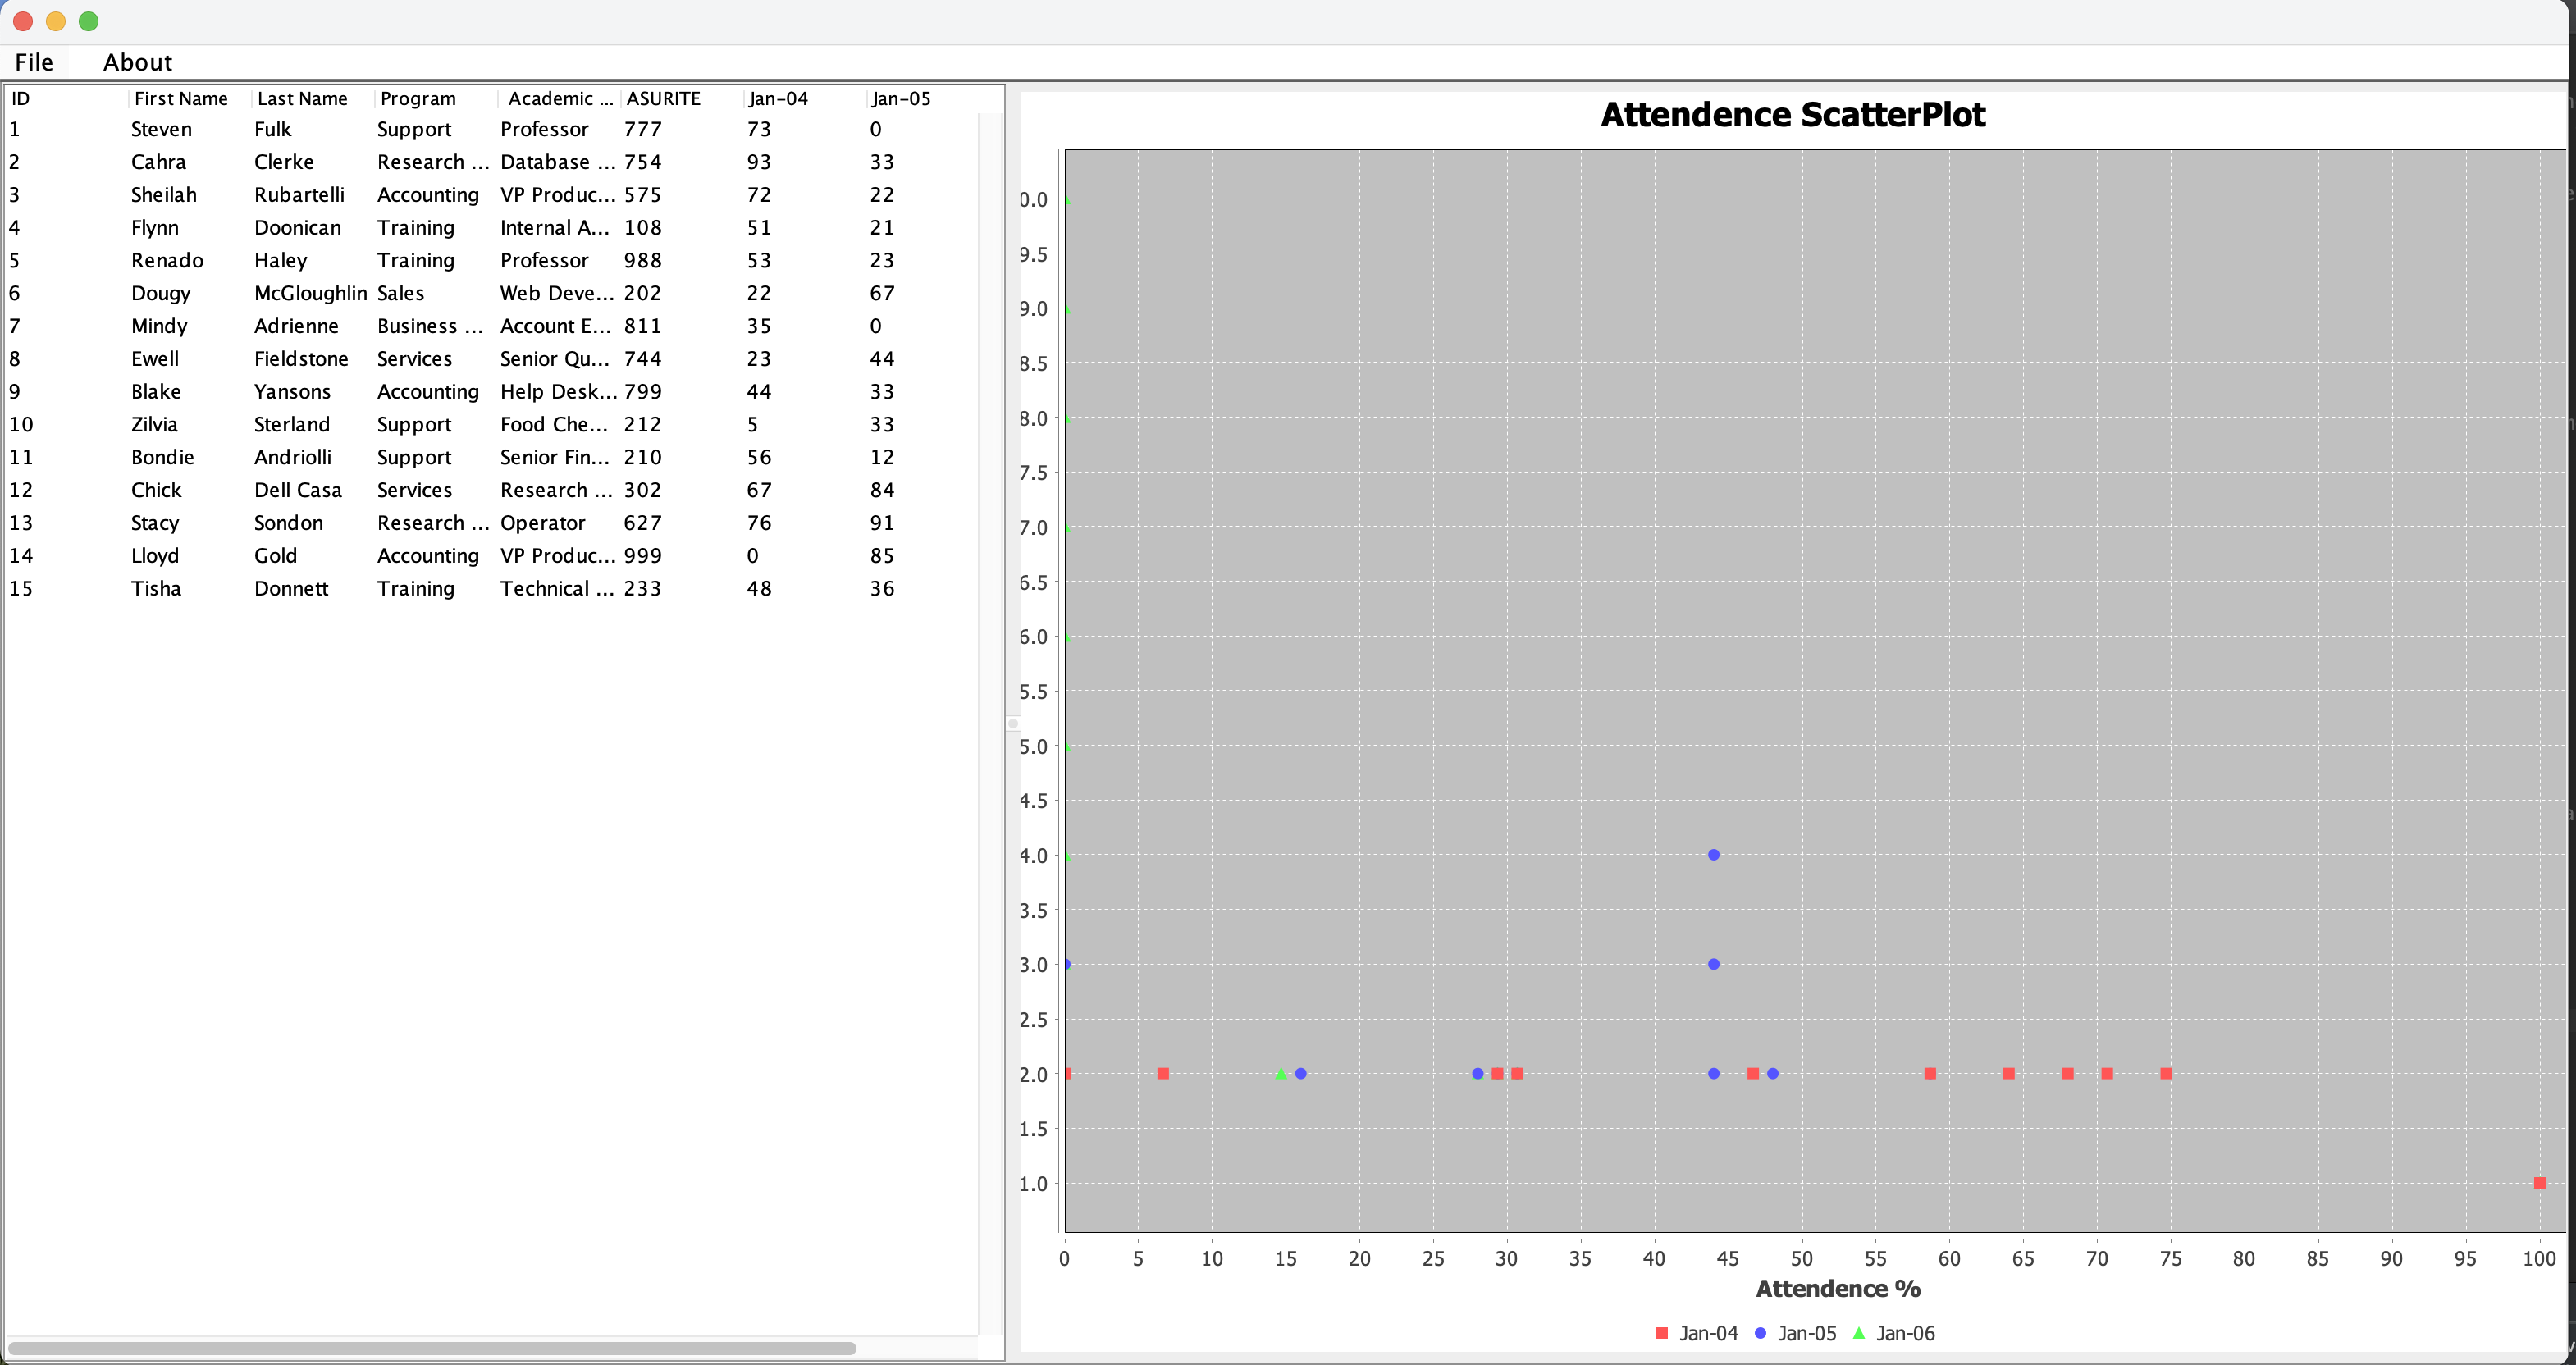 File About
ID First Name Last Name Program Academic ... ASURITE Jan-04 Jan-05
1 Steven Fulk Support Professor 777 73 0
2 Cahra Clerke Research ... Database ... 754 93 33
3 Sheilah Rubartelli Accounting VP Produc... 575 72 22
4 Flynn Doonican Training Internal A... 108 51 21
5 Renado Haley Training Professor 988 53 23
6 Dougy McGloughlin Sales Web Deve... 202 22 67
7 Mindy Adrienne Business ... Account E... 811 35 0
8 Ewell Fieldstone Services Senior Qu... 744 23 44
9 Blake Yansons Accounting Help Desk... 799 44 33
10 Zilvia Sterland Support Food Che... 212 5 33
11 Bondie Andriolli Support Senior Fin... 210 56 12
12 Chick Dell Casa Services Research ... 302 67 84
13 Stacy Sondon Research ... Operator 627 76 91
14 Lloyd Gold Accounting VP Produc... 999 0 85
15 Tisha Donnett Training Technical ... 233 48 36
Attendence ScatterPlot
0.0
9.5
9.0
8.5
8.0
7.5
7.0
6.5
6.0
5.5
5.0
4.5
4.0
3.5
3.0
2.5
2.0
1.5
1.0
0 5 10 15 20 25 30 35 40 45 50 55 60 65 70 75 80 85 90 95 100
Attendence %
Jan-04 Jan-05 Jan-06